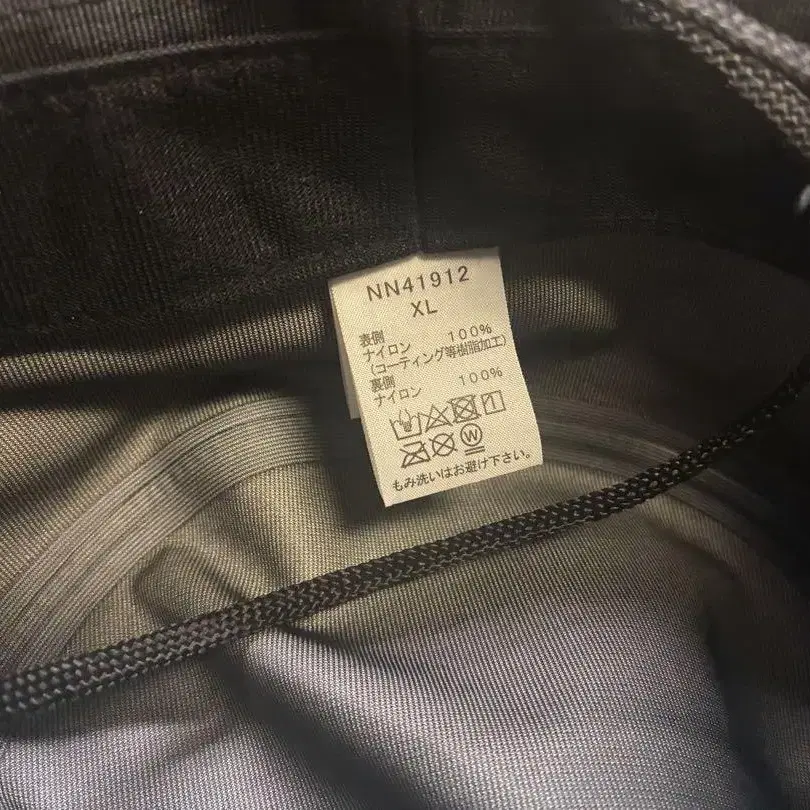 NN41912
XL
表側
ナイロン 100%
(コーティング等樹脂加工)
裏側
ナイロン 100%
W
もみ洗いはお避け下さい。